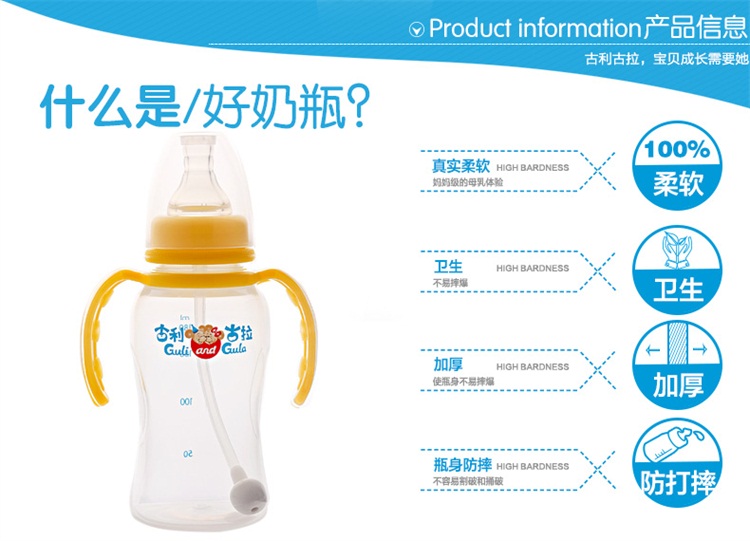 Product information产品信息
古利古拉，宝贝成长需要她
什么是/好奶瓶？
真实柔软 HIGH BARDNESS
妈妈级的母乳体验
100%
柔软
卫生 HIGH BARDNESS
不易摔爆
卫生
加厚 HIGH BARDNESS
使瓶身不易摔爆
加厚
瓶身防摔 HIGH BARDNESS
不容易割破和捅破
防打摔
ml
古利 古拉
Guli and Gula
100
50